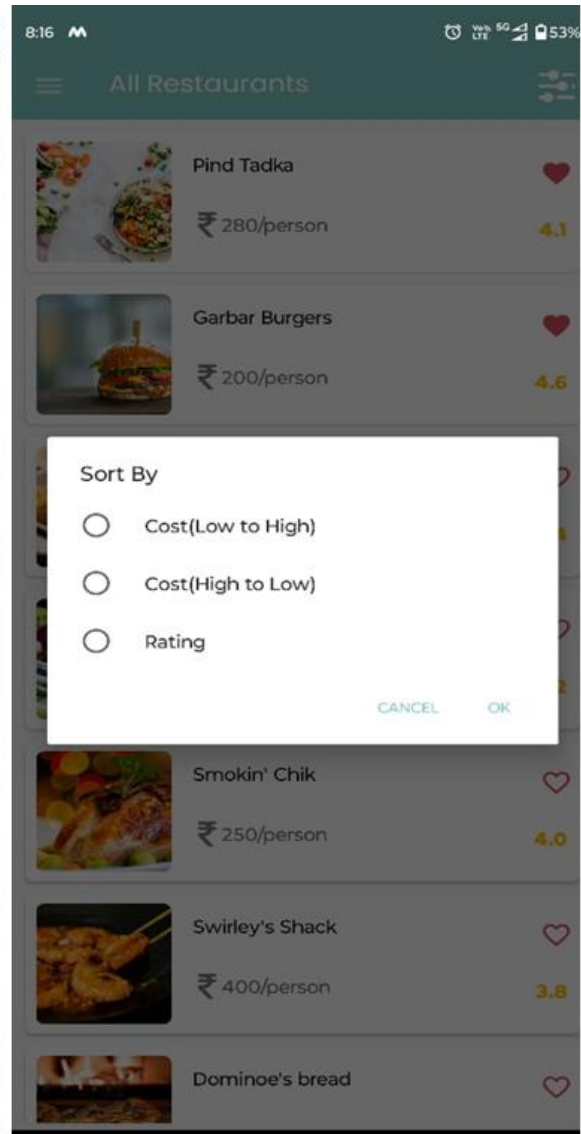 8:16
VoLTE 5G 53%
All Restaurants
Pind Tadka
₹ 280/person
4.1
Garbar Burgers
₹ 200/person
4.6
Sort By
Cost(Low to High)
Cost(High to Low)
Rating
CANCEL OK
Smokin' Chik
₹ 250/person
4.0
Swirley's Shack
₹ 400/person
3.8
Dominoe's bread